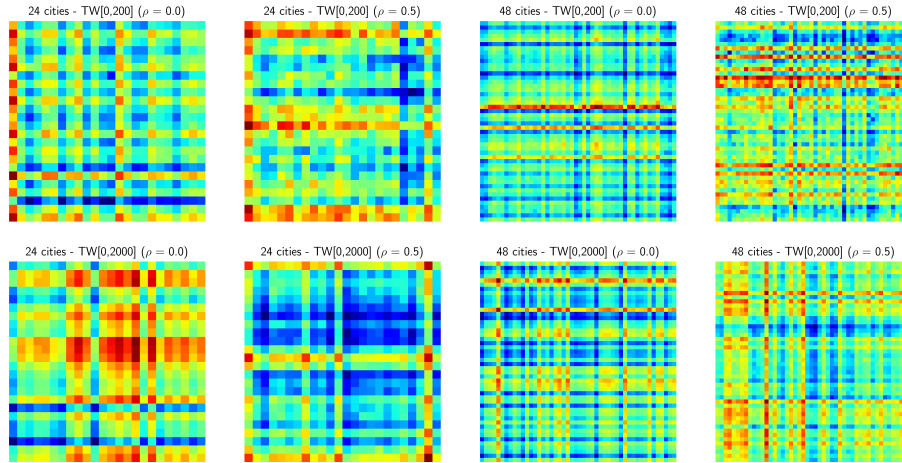 24 cities - TW[0,200] (ρ = 0.0)
24 cities - TW[0,200] (ρ = 0.5)
48 cities - TW[0,200] (ρ = 0.0)
48 cities - TW[0,200] (ρ = 0.5)
24 cities - TW[0,2000] (ρ = 0.0)
24 cities - TW[0,2000] (ρ = 0.5)
48 cities - TW[0,2000] (ρ = 0.0)
48 cities - TW[0,2000] (ρ = 0.5)